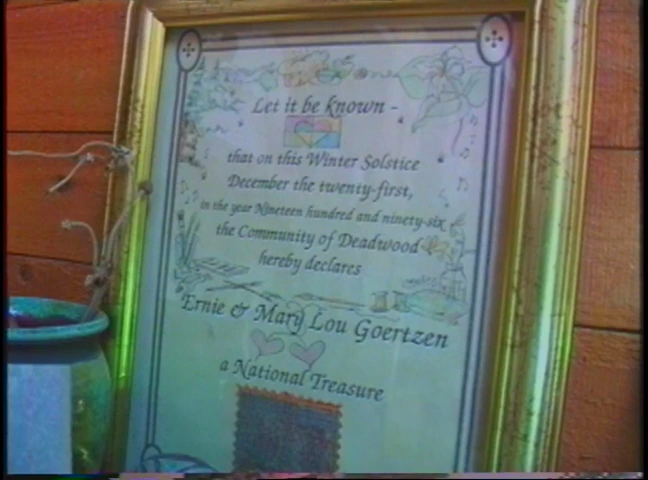 Let it be known -
that on this Winter Solstice
December the twenty-first,
in the year Nineteen hundred and ninety-six
the Community of Deadwood
hereby declares
Ernie & Mary Lou Goertzen
a National Treasure